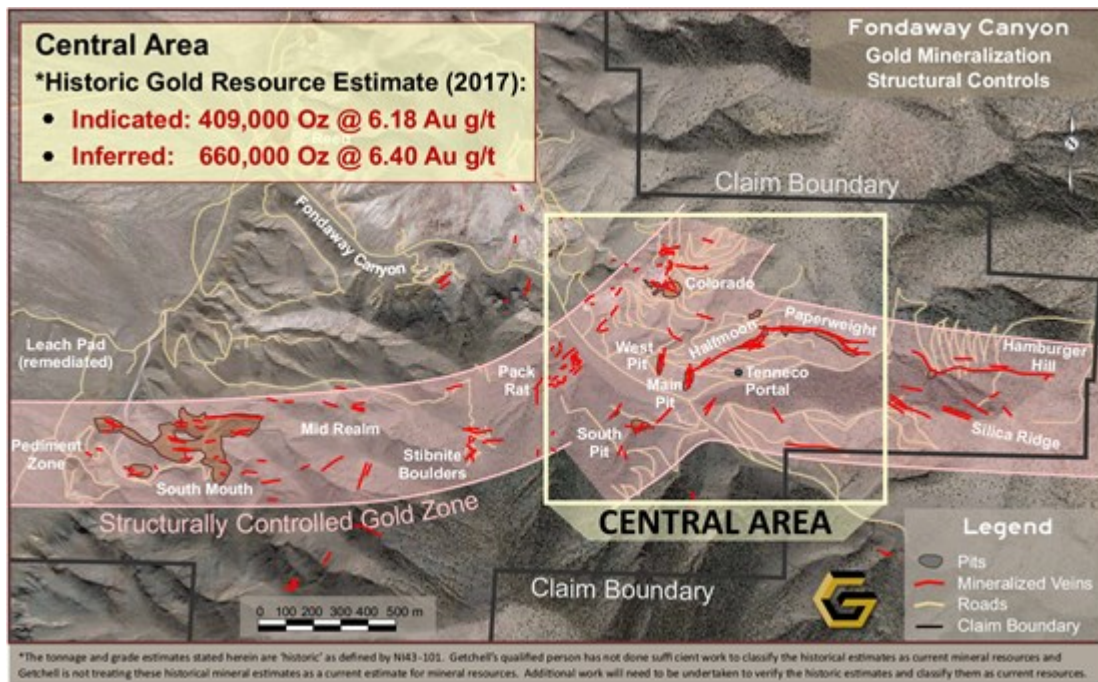 Central Area
*Historic Gold Resource Estimate (2017):
• Indicated: 409,000 Oz @ 6.18 Au g/t
• Inferred: 660,000 Oz @ 6.40 Au g/t
Fondaway Canyon
Gold Mineralization
Structural Controls
Claim Boundary
Fondaway Canyon
Colorado
Leach Pad
(remediated)
Pack
Rat
West
Pit
Halfmoon
Paperweight
Main
Pit
Tenneco
Portal
Hamburger
Hill
Pediment
Zone
Mid Realm
South Mouth
Stibnite
Boulders
South
Pit
Silica Ridge
Structurally Controlled Gold Zone
CENTRAL AREA
Claim Boundary
0 100 200 300 400 500 m
Legend
Pits
Mineralized Veins
Roads
Claim Boundary
*The tonnage and grade estimates stated herein are 'historic' as defined by NI43-101. Getchell's qualified person has not done sufficient work to classify the historical estimates as current mineral resources and
Getchell is not treating these historical mineral estimates as a current estimate for mineral resources. Additional work will need to be undertaken to verify the historic estimates and classify them as current resources.